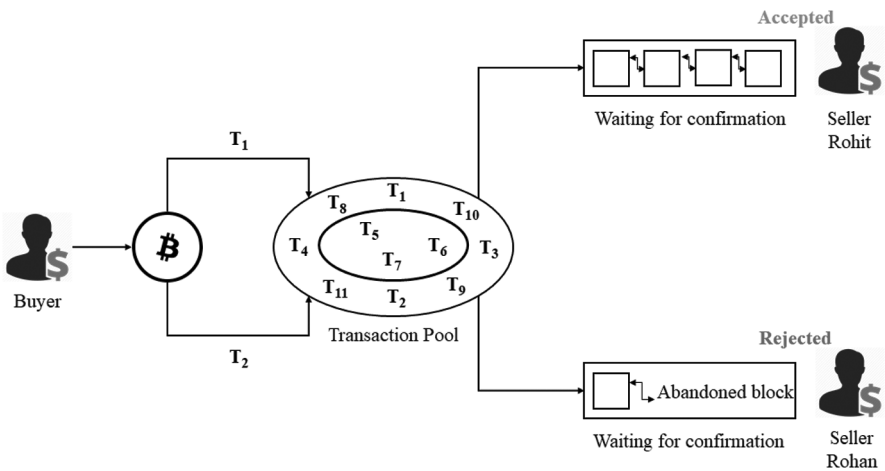 Accepted
Waiting for confirmation
Seller
Rohit
T₁
₿
Buyer
T₂
T₁
T₈
T₁₀
T₅
T₄
T₆
T₃
T₇
T₁₁
T₂
T₉
Transaction Pool
Rejected
Abandoned block
Waiting for confirmation
Seller
Rohan
$
$
$